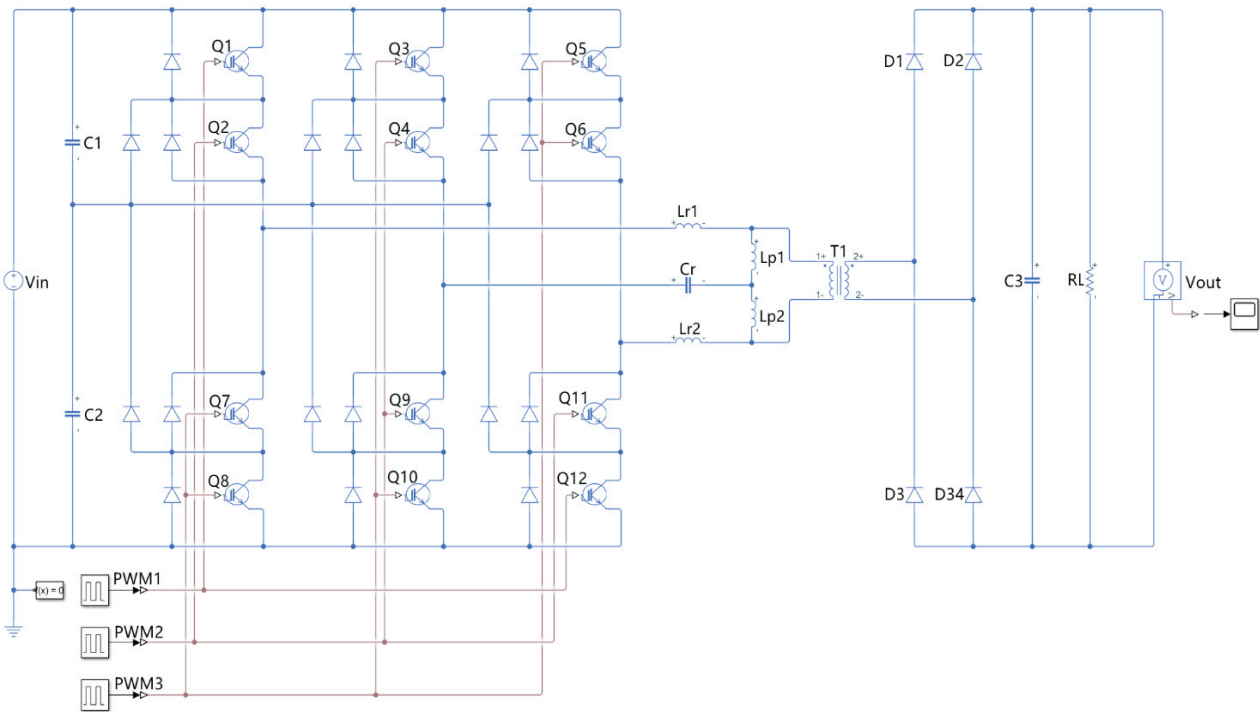 Q1
Q3
Q5
D1
D2
Q2
Q4
Q6
+
C1
-
Lr1
+
-
+
Lp1
-
T1
1+
2+
1-
2-
Vin
Cr
+
-
+
Lp2
-
+
C3
-
+
RL
-
+
V
-
Vout
Lr2
+
-
+
C2
-
Q7
Q9
Q11
Q8
Q10
Q12
D3
D34
PWM1
f(x) = 0
PWM2
PWM3